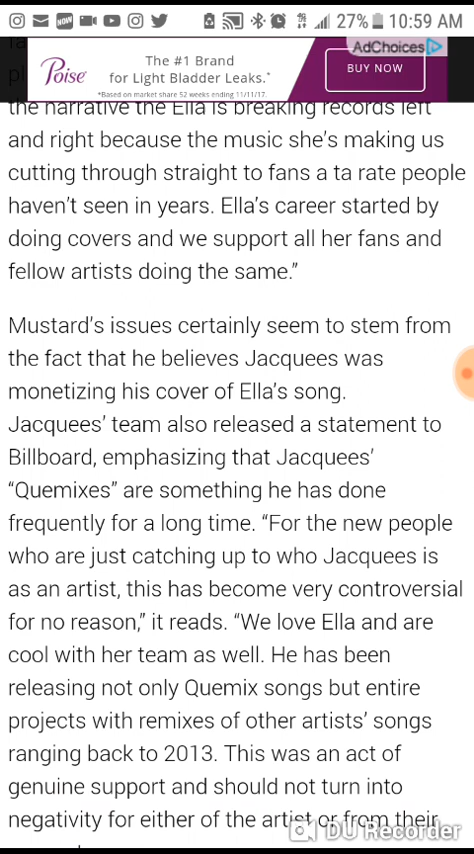 27% 10:59 AM
AdChoices
Poise
The #1 Brand
for Light Bladder Leaks.*
*Based on market share 52 weeks ending 11/11/17.
BUY NOW
the narrative the Ella is breaking records left
and right because the music she's making us
cutting through straight to fans a ta rate people
haven't seen in years. Ella's career started by
doing covers and we support all her fans and
fellow artists doing the same."
Mustard's issues certainly seem to stem from
the fact that he believes Jacquees was
monetizing his cover of Ella's song.
Jacquees' team also released a statement to
Billboard, emphasizing that Jacquees'
"Quemixes" are something he has done
frequently for a long time. "For the new people
who are just catching up to who Jacquees is
as an artist, this has become very controversial
for no reason," it reads. "We love Ella and are
cool with her team as well. He has been
releasing not only Quemix songs but entire
projects with remixes of other artists' songs
ranging back to 2013. This was an act of
genuine support and should not turn into
negativity for either of the artist or from their
DU Recorder